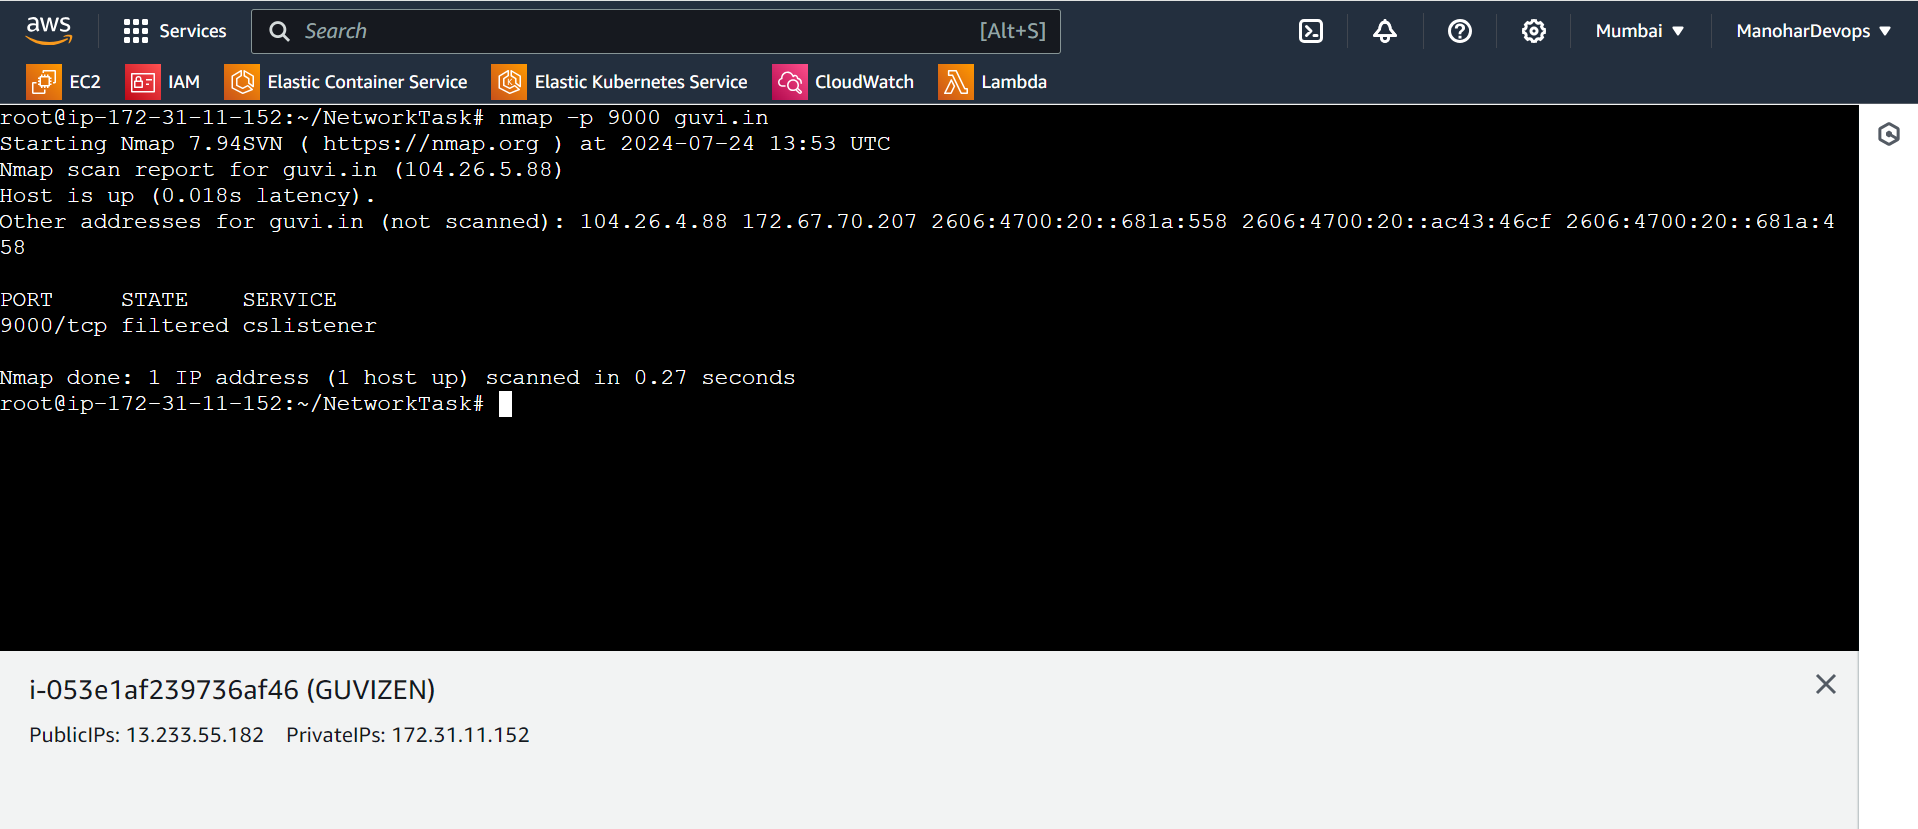 aws Services Search [Alt+S] Mumbai ManoharDevops
EC2 IAM Elastic Container Service Elastic Kubernetes Service CloudWatch Lambda
root@ip-172-31-11-152:~/NetworkTask# nmap -p 9000 guvi.in
Starting Nmap 7.94SVN ( https://nmap.org ) at 2024-07-24 13:53 UTC
Nmap scan report for guvi.in (104.26.5.88)
Host is up (0.018s latency).
Other addresses for guvi.in (not scanned): 104.26.4.88 172.67.70.207 2606:4700:20::681a:558 2606:4700:20::ac43:46cf 2606:4700:20::681a:4
58
PORT     STATE    SERVICE
9000/tcp filtered cslistener
Nmap done: 1 IP address (1 host up) scanned in 0.27 seconds
root@ip-172-31-11-152:~/NetworkTask#
i-053e1af239736af46 (GUVIZEN)
PublicIPs: 13.233.55.182 PrivateIPs: 172.31.11.152